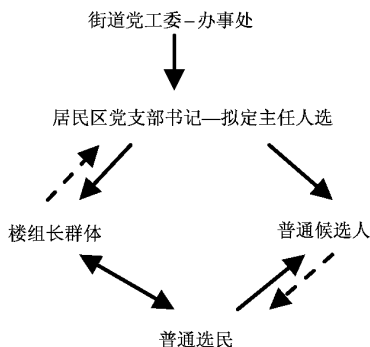 街道党工委–办事处
居民区党支部书记—拟定主任人选
楼组长群体
普通候选人
普通选民